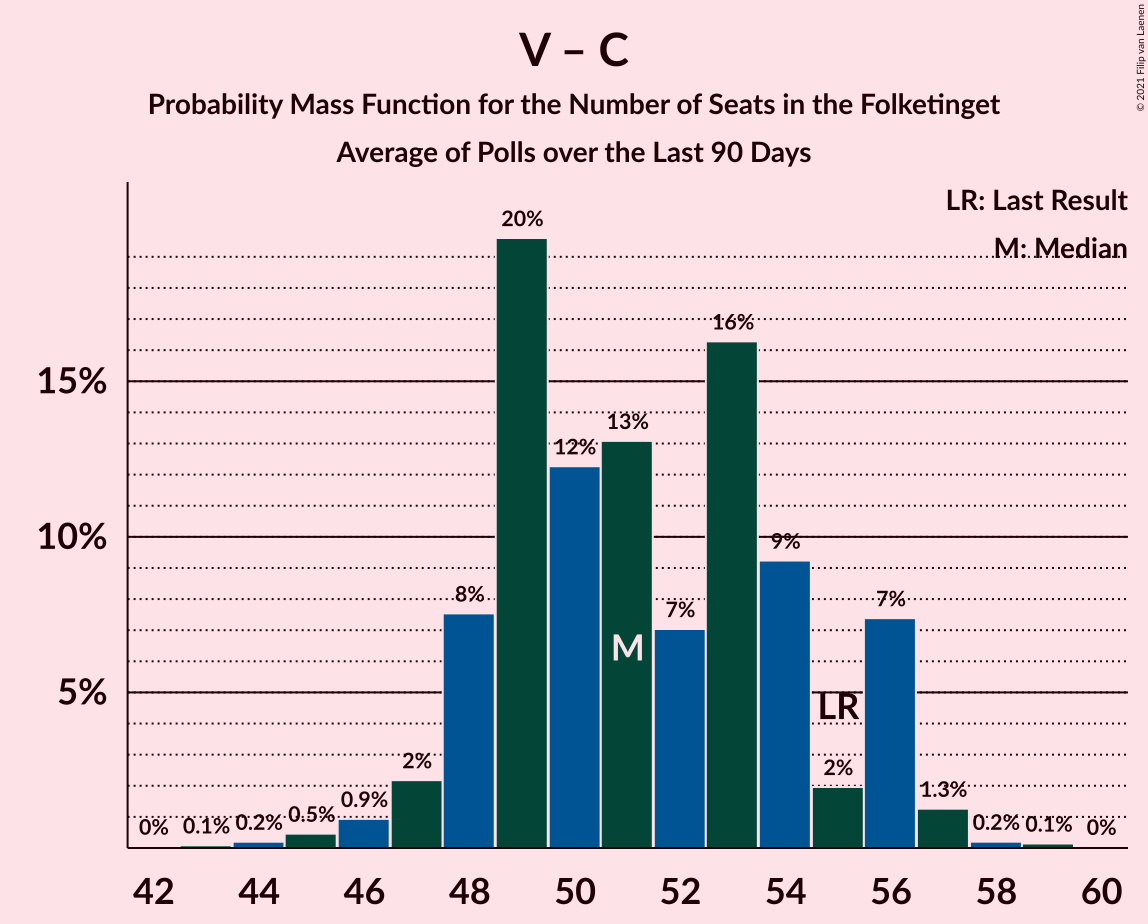 © 2021 Filip van Laenen
V – C
Probability Mass Function for the Number of Seats in the Folketinget
Average of Polls over the Last 90 Days
LR: Last Result
M: Median
15%
10%
5%
0%
0.1%
0.2%
0.5%
0.9%
2%
8%
20%
12%
13%
7%
16%
9%
2%
7%
1.3%
0.2%
0.1%
0%
M
LR
42 44 46 48 50 52 54 56 58 60